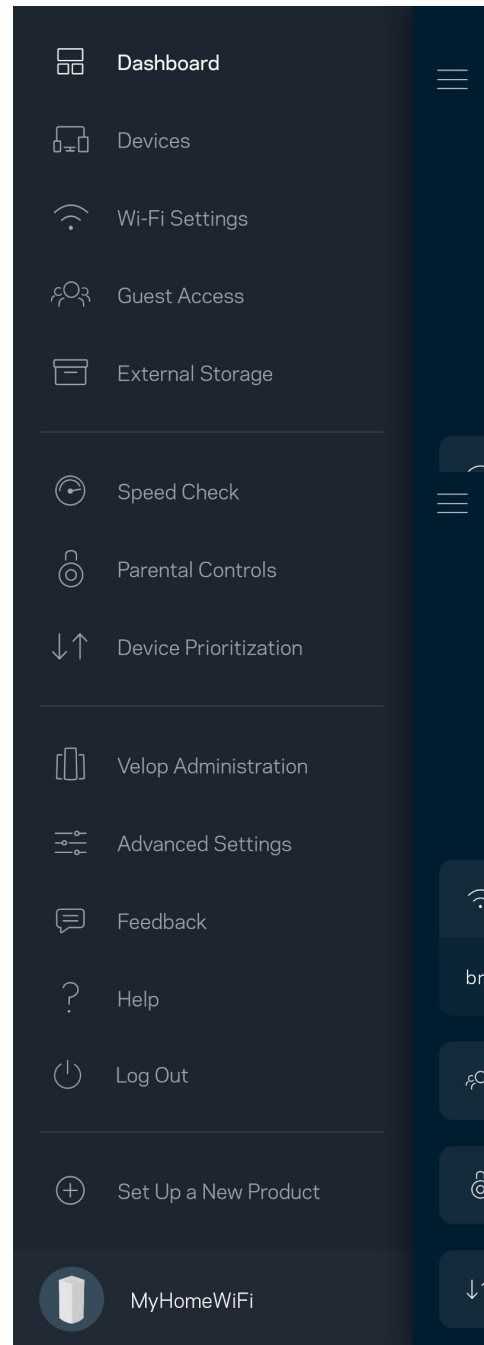 Dashboard
Devices
Wi-Fi Settings
Guest Access
External Storage
Speed Check
Parental Controls
Device Prioritization
Velop Administration
Advanced Settings
Feedback
br
Help
Log Out
Set Up a New Product
MyHomeWiFi